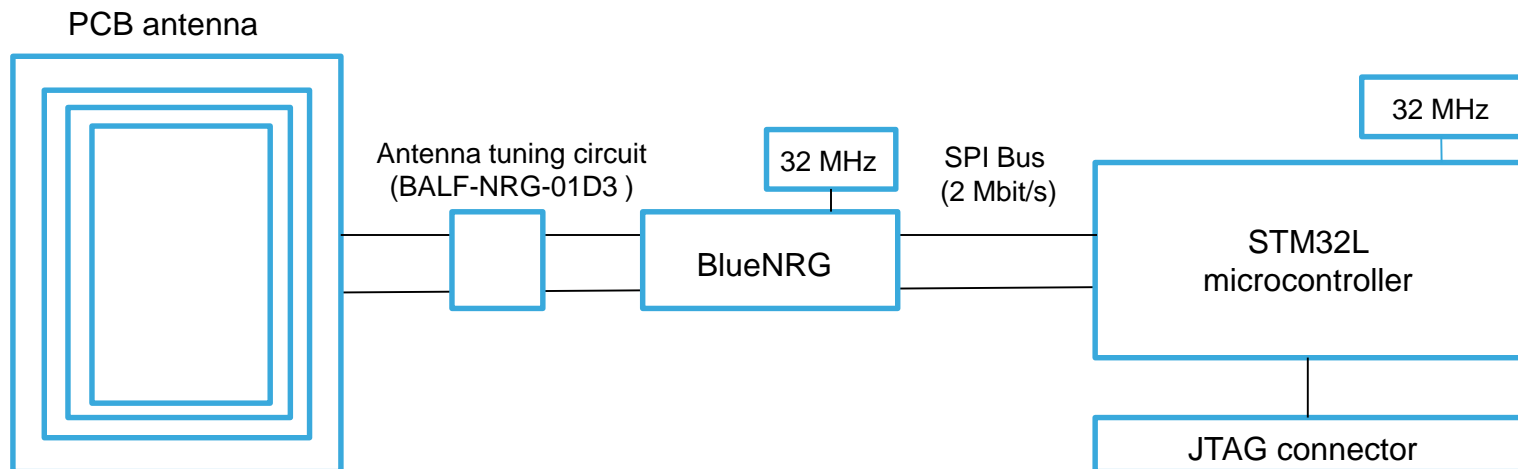 PCB antenna
Antenna tuning circuit
(BALF-NRG-01D3 )
32 MHz
BlueNRG
SPI Bus
(2 Mbit/s)
32 MHz
STM32L
microcontroller
JTAG connector